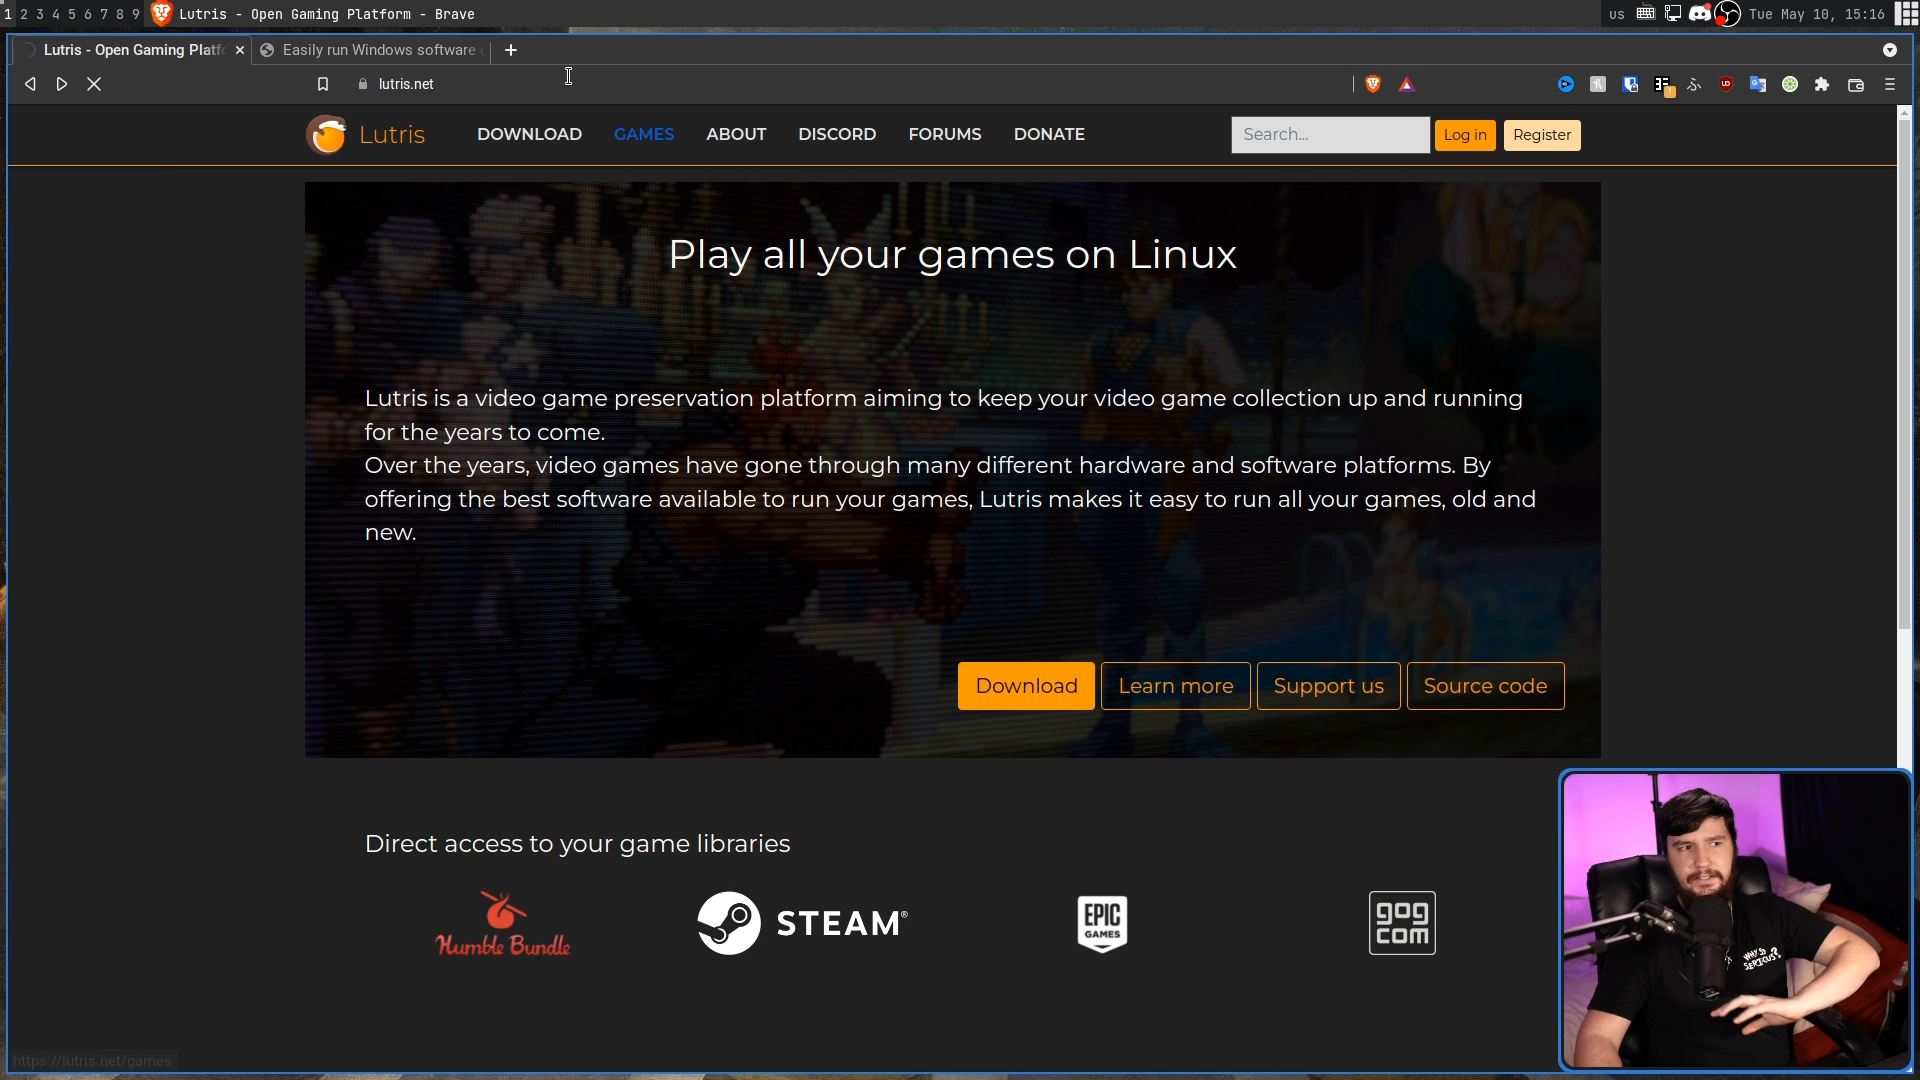 1 2 3 4 5 6 7 8 9 Lutris - Open Gaming Platform - Brave
us Tue May 10, 15:16
Lutris - Open Gaming Platf
Easily run Windows software
lutris.net
Lutris
DOWNLOAD GAMES ABOUT DISCORD FORUMS DONATE
Search...
Log in
Register
Play all your games on Linux
Lutris is a video game preservation platform aiming to keep your video game collection up and running
for the years to come.
Over the years, video games have gone through many different hardware and software platforms. By
offering the best software available to run your games, Lutris makes it easy to run all your games, old and
new.
Download
Learn more
Support us
Source code
Direct access to your game libraries
Humble Bundle
STEAM®
EPIC
GAMES
gog
com
WHY SO
SERIOUS?
https://lutris.net/games